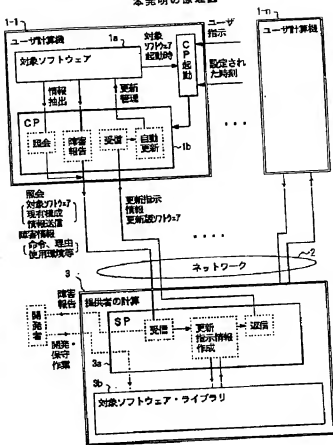 本発明の原理図
1-1
ユーザ計算機
1a
対象ソフトウェア
対象
ソフトウェア
起動時
CP起動
ユーザ
指示
設定され
た時刻
1-n
ユーザ計算機
情報
抽出
更新
管理
CP
照会
障害
報告
受信
自動
更新
1b
照会
対象ソフトウェア
現有構成
情報送信
障害情報
命令、理由
使用環境等
更新指示
情報
更新版ソフトウェア
ネットワーク
2
3
提供者の計算
障害
報告
開発者
開発・
保守
作業
SP
受信
更新
指示情報
作成
返信
3a
3b
対象ソフトウェア・ライブラリ